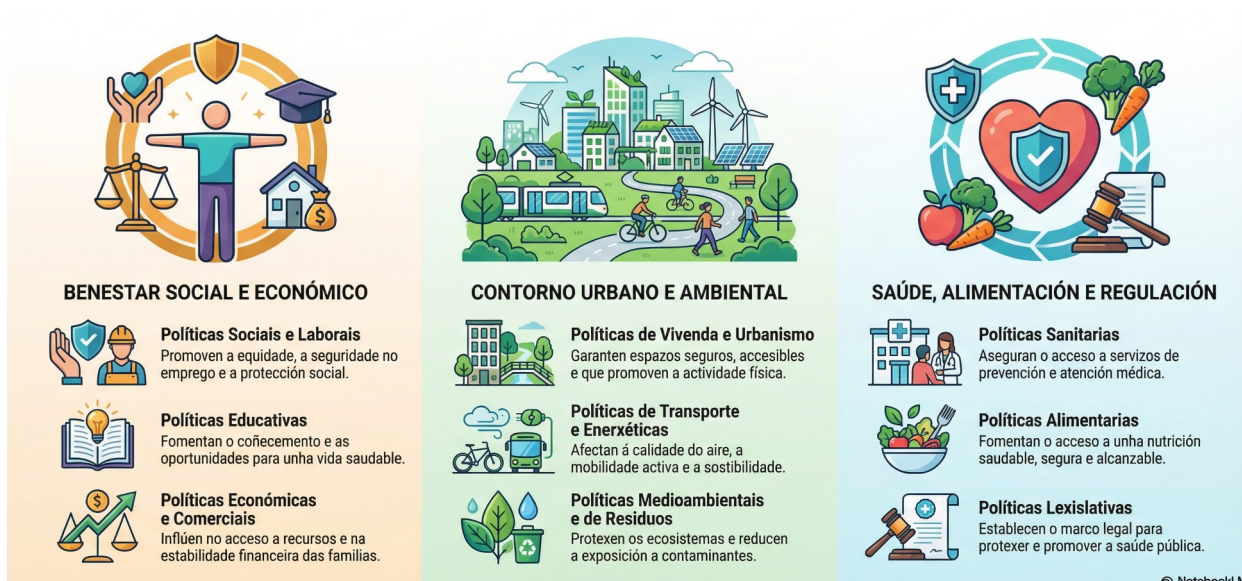 BENESTAR SOCIAL E ECONÓMICO
Políticas Sociais e Laborais
Promoven a equidade, a seguridade no
emprego e a protección social.
Políticas Educativas
Fomentan o coñecemento e as
oportunidades para unha vida saudable.
Políticas Económicas
e Comerciais
Inflúen no acceso a recursos e na
estabilidade financeira das familias.
CONTORNO URBANO E AMBIENTAL
Políticas de Vivenda e Urbanismo
Garanten espazos seguros, accesibles
e que promoven a actividade física.
Políticas de Transporte
e Enerxéticas
Afectan á calidade do aire, a
mobilidade activa e a sostibilidade.
Políticas Medioambientais
e de Residuos
Protexen os ecosistemas e reducen
a exposición a contaminantes.
SAÚDE, ALIMENTACIÓN E REGULACIÓN
Políticas Sanitarias
Aseguran o acceso a servizos de
prevención e atención médica.
Políticas Alimentarias
Fomentan o acceso a unha nutrición
saudable, segura e alcanzable.
Políticas Lexislativas
Establecen o marco legal para
protexer e promover a saúde pública.